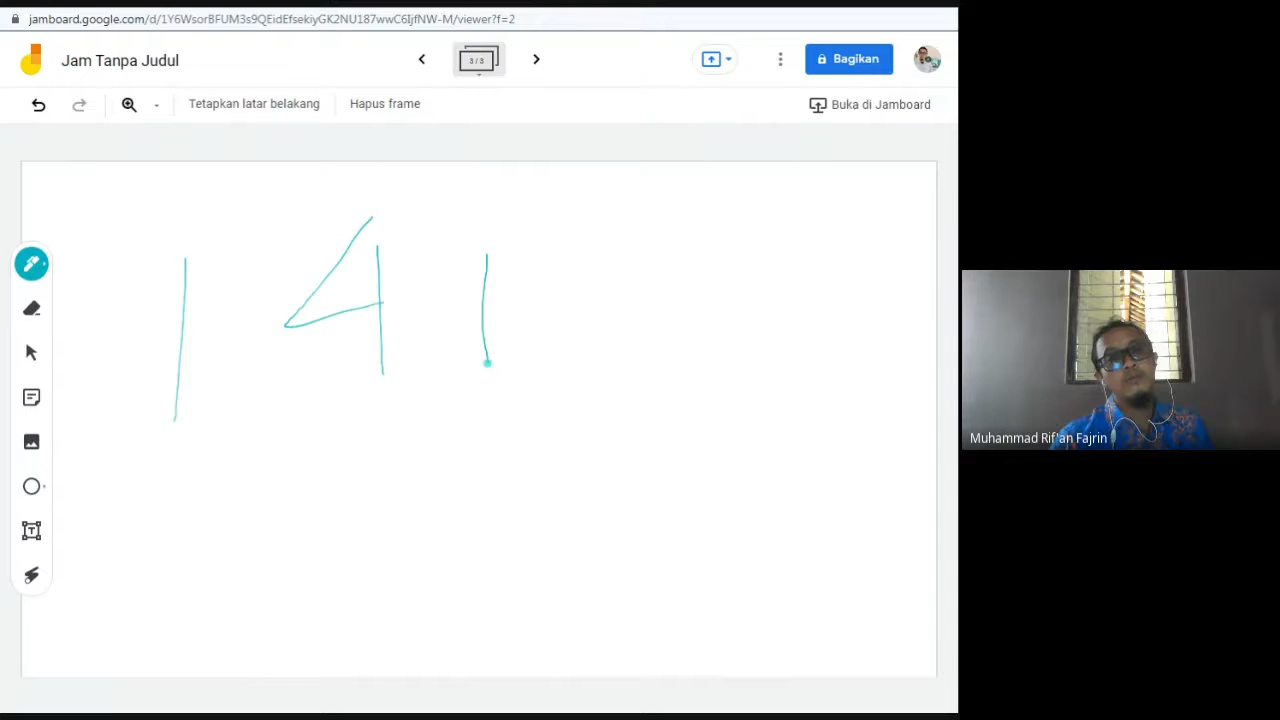 jamboard.google.com/d/1Y6WsorBFUM3s9QEidEfsekiyGK2NU187wwC6IjfNW-M/viewer?f=2
Jam Tanpa Judul
3 / 3
Bagikan
Tetapkan latar belakang
Hapus frame
Buka di Jamboard
1 4 1
Muhammad Rif'an Fajrin